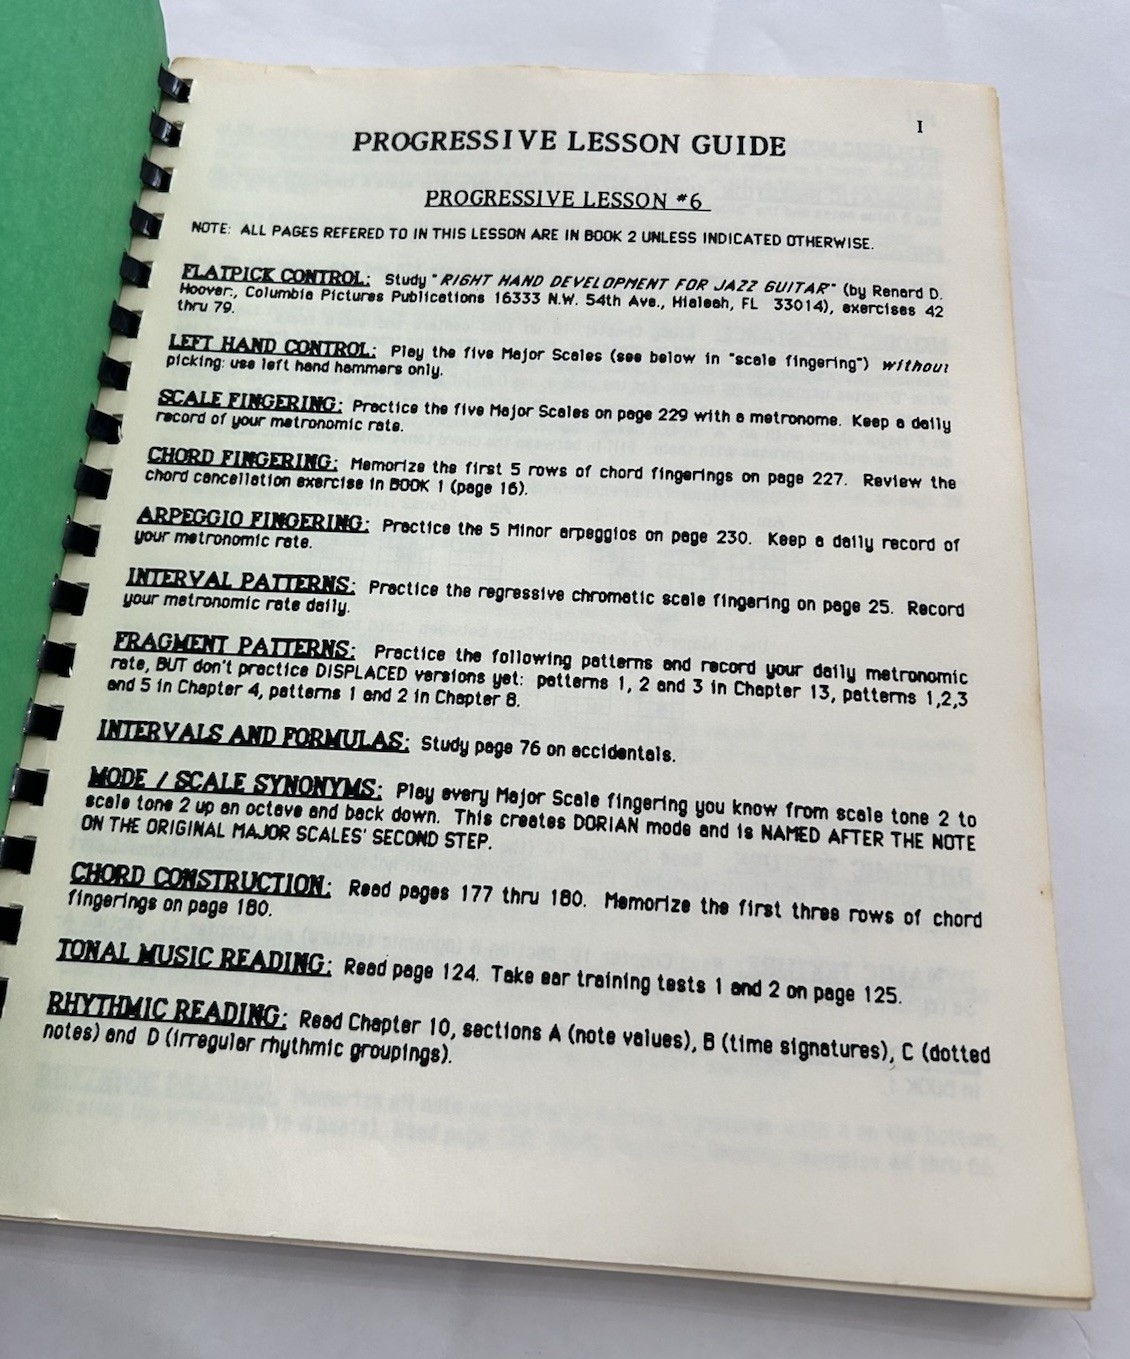 I
PROGRESSIVE LESSON GUIDE
PROGRESSIVE LESSON #6
NOTE: ALL PAGES REFERED TO IN THIS LESSON ARE IN BOOK 2 UNLESS INDICATED OTHERWISE.
FLATPICK CONTROL: Study "RIGHT HAND DEVELOPMENT FOR JAZZ GUITAR" (by Renard D.
Hoover., Columbia Pictures Publications 16333 N.W. 54th Ave., Hialeah, FL 33014), exercises 42
thru 79.
LEFT HAND CONTROL: Play the five Major Scales (see below in "scale fingering") without
picking: use left hand hammers only.
SCALE FINGERING: Practice the five Major Scales on page 229 with a metronome. Keep a daily
record of your metronomic rate.
CHORD FINGERING: Memorize the first 5 rows of chord fingerings on page 227. Review the
chord cancellation exercise in BOOK 1 (page 16).
ARPEGGIO FINGERING: Practice the 5 Minor arpeggios on page 230. Keep a daily record of
your metronomic rate.
INTERVAL PATTERNS: Practice the regressive chromatic scale fingering on page 25. Record
your metronomic rate daily.
FRAGMENT PATTERNS: Practice the following patterns and record your daily metronomic
rate, BUT don't practice DISPLACED versions yet: patterns 1, 2 and 3 in Chapter 13, patterns 1,2,3
and 5 in Chapter 4, patterns 1 and 2 in Chapter 8.
INTERVALS AND FORMULAS: Study page 76 on accidentals.
MODE / SCALE SYNONYMS: Play every Major Scale fingering you know from scale tone 2 to
scale tone 2 up an octave and back down. This creates DORIAN mode and is NAMED AFTER THE NOTE
ON THE ORIGINAL MAJOR SCALES' SECOND STEP.
CHORD CONSTRUCTION: Read pages 177 thru 180. Memorize the first three rows of chord
fingerings on page 180.
TONAL MUSIC READING: Read page 124. Take ear training tests 1 and 2 on page 125.
RHYTHMIC READING: Read Chapter 10, sections A (note values), B (time signatures), C (dotted
notes) and D (irregular rhythmic groupings).